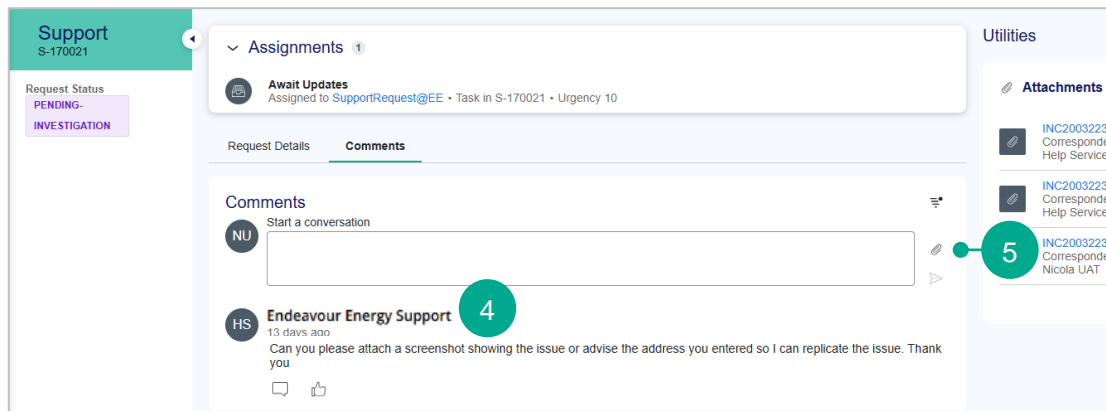 Support
S-170021
Request Status
PENDING-
INVESTIGATION
Assignments 1
Await Updates
Assigned to SupportRequest@EE • Task in S-170021 • Urgency 10
Request Details Comments
Comments
Start a conversation
NU
5
HS
Endeavour Energy Support
4
13 days ago
Can you please attach a screenshot showing the issue or advise the address you entered so I can replicate the issue. Thank
you
Utilities
Attachments
INC2003223
Corresponde
Help Service
INC2003223
Corresponde
Help Service
INC2003223
Corresponde
Nicola UAT